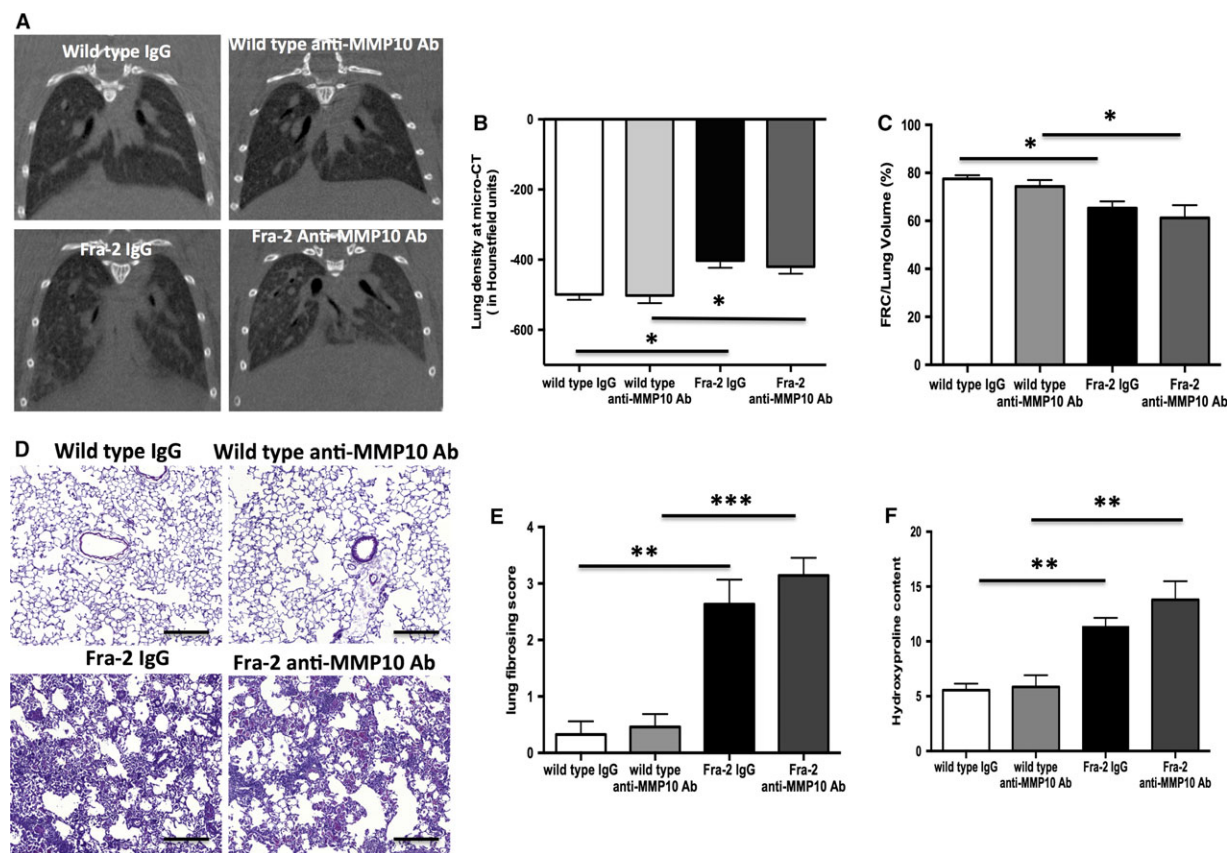 A
Wild type IgG
Wild type anti-MMP10 Ab
Fra-2 IgG
Fra-2 Anti-MMP10 Ab
B
Lung density at micro-CT
( in Hounstfield units)
0
-200
-400
-600
*
*
wild type IgG
wild type
anti-MMP10 Ab
Fra-2 IgG
Fra-2
anti-MMP10 Ab
C
FRC/Lung Volume (%)
100
80
60
40
20
0
*
*
wild type IgG
wild type
anti-MMP10 Ab
Fra-2 IgG
Fra-2
anti-MMP10 Ab
D
Wild type IgG
Wild type anti-MMP10 Ab
Fra-2 IgG
Fra-2 anti-MMP10 Ab
E
lung fibrosing score
4
3
2
1
0
**
***
wild type IgG
wild type
anti-MMP10 Ab
Fra-2 IgG
Fra-2
anti-MMP10 Ab
F
Hydroxyproline content
20
15
10
5
0
**
**
wild type IgG
wild type
anti-MMP10 Ab
Fra-2 IgG
Fra-2
anti-MMP10 Ab